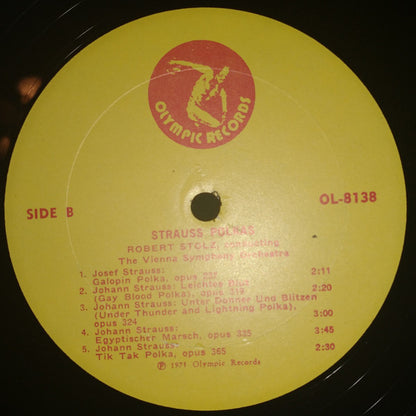 OLYMPIC RECORDS
SIDE B
OL-8138
STRAUSS POLKAS
ROBERT STOLZ, conducting
The Vienna Symphony Orchestra
1. Josef Strauss:
Galopin Polka, opus 2:11
2. Johann Strauss: Leichtes Blut
(Gay Blood Polka), opus 319 2:20
3. Johann Strauss: Unter Donner Und Blitzen
(Under Thunder and Lightning Polka),
opus 324 3:00
4. Johann Strauss:
Egyptischer Marsch, opus 335 3:45
5. Johann Strauss:
Tik Tak Polka, opus 365 2:30
℗ 1971 Olympic Records